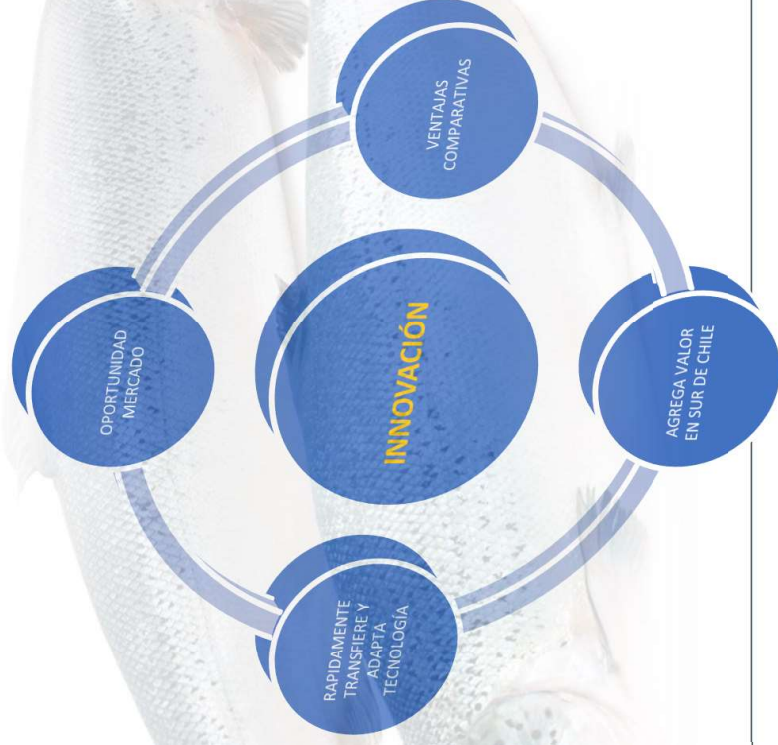 OPORTUNIDAD
MERCADO
VENTAJAS
COMPARATIVAS
INNOVACIÓN
AGREGA VALOR
EN SUR DE CHILE
RAPIDAMENTE
TRANSFIERE Y
ADAPTA
TECNOLOGÍA